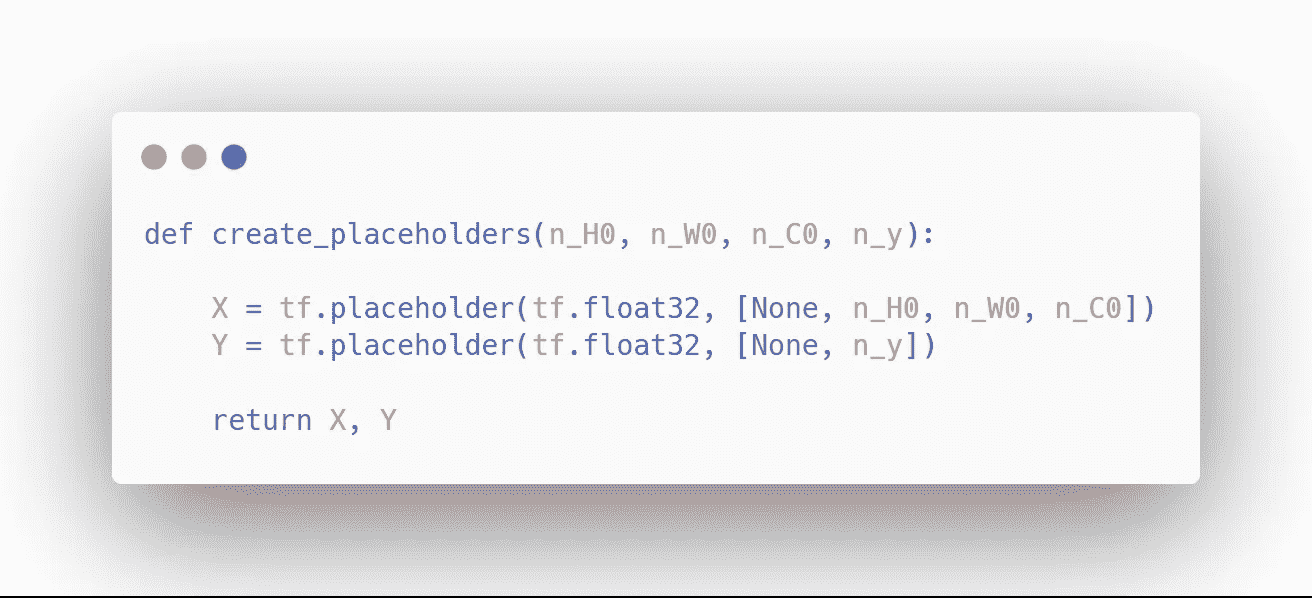 def create_placeholders(n_H0, n_W0, n_C0, n_y):
    X = tf.placeholder(tf.float32, [None, n_H0, n_W0, n_C0])
    Y = tf.placeholder(tf.float32, [None, n_y])
    return X, Y